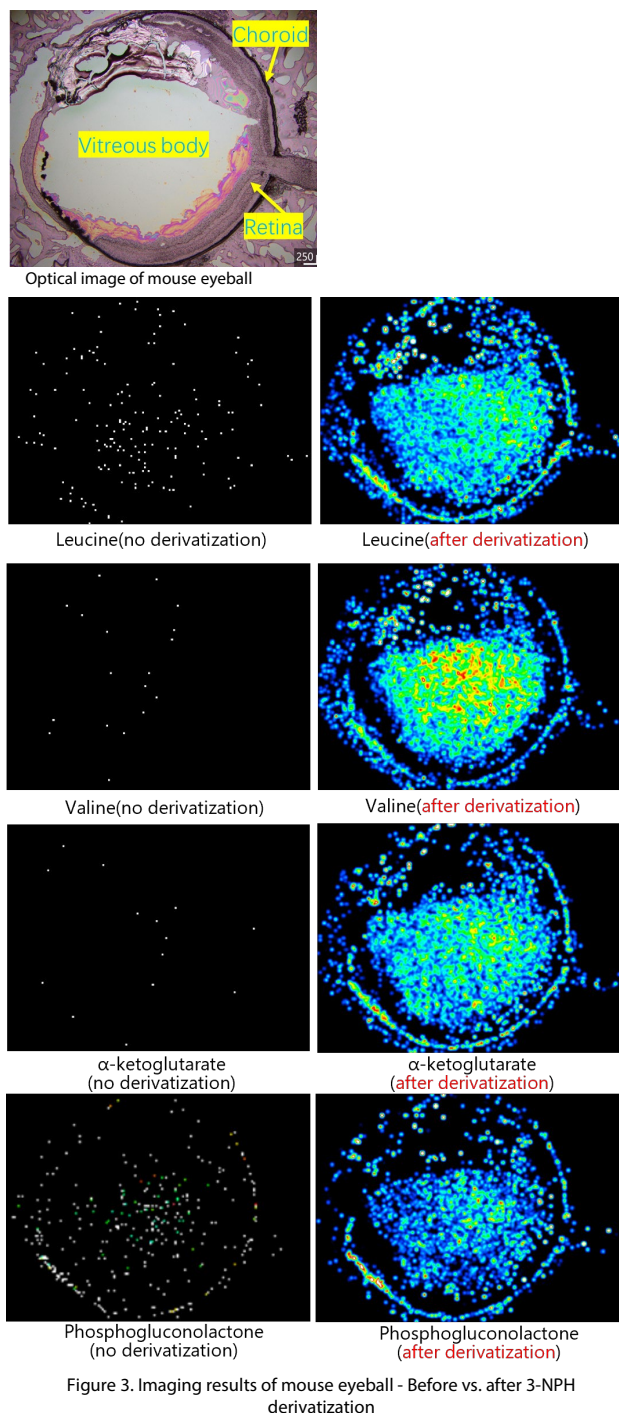 Choroid
Vitreous body
Retina
250
Optical image of mouse eyeball
Leucine(no derivatization)
Leucine(after derivatization)
Valine(no derivatization)
Valine(after derivatization)
α-ketoglutarate
(no derivatization)
α-ketoglutarate
(after derivatization)
Phosphogluconolactone
(no derivatization)
Phosphogluconolactone
(after derivatization)
Figure 3. Imaging results of mouse eyeball - Before vs. after 3-NPH
derivatization